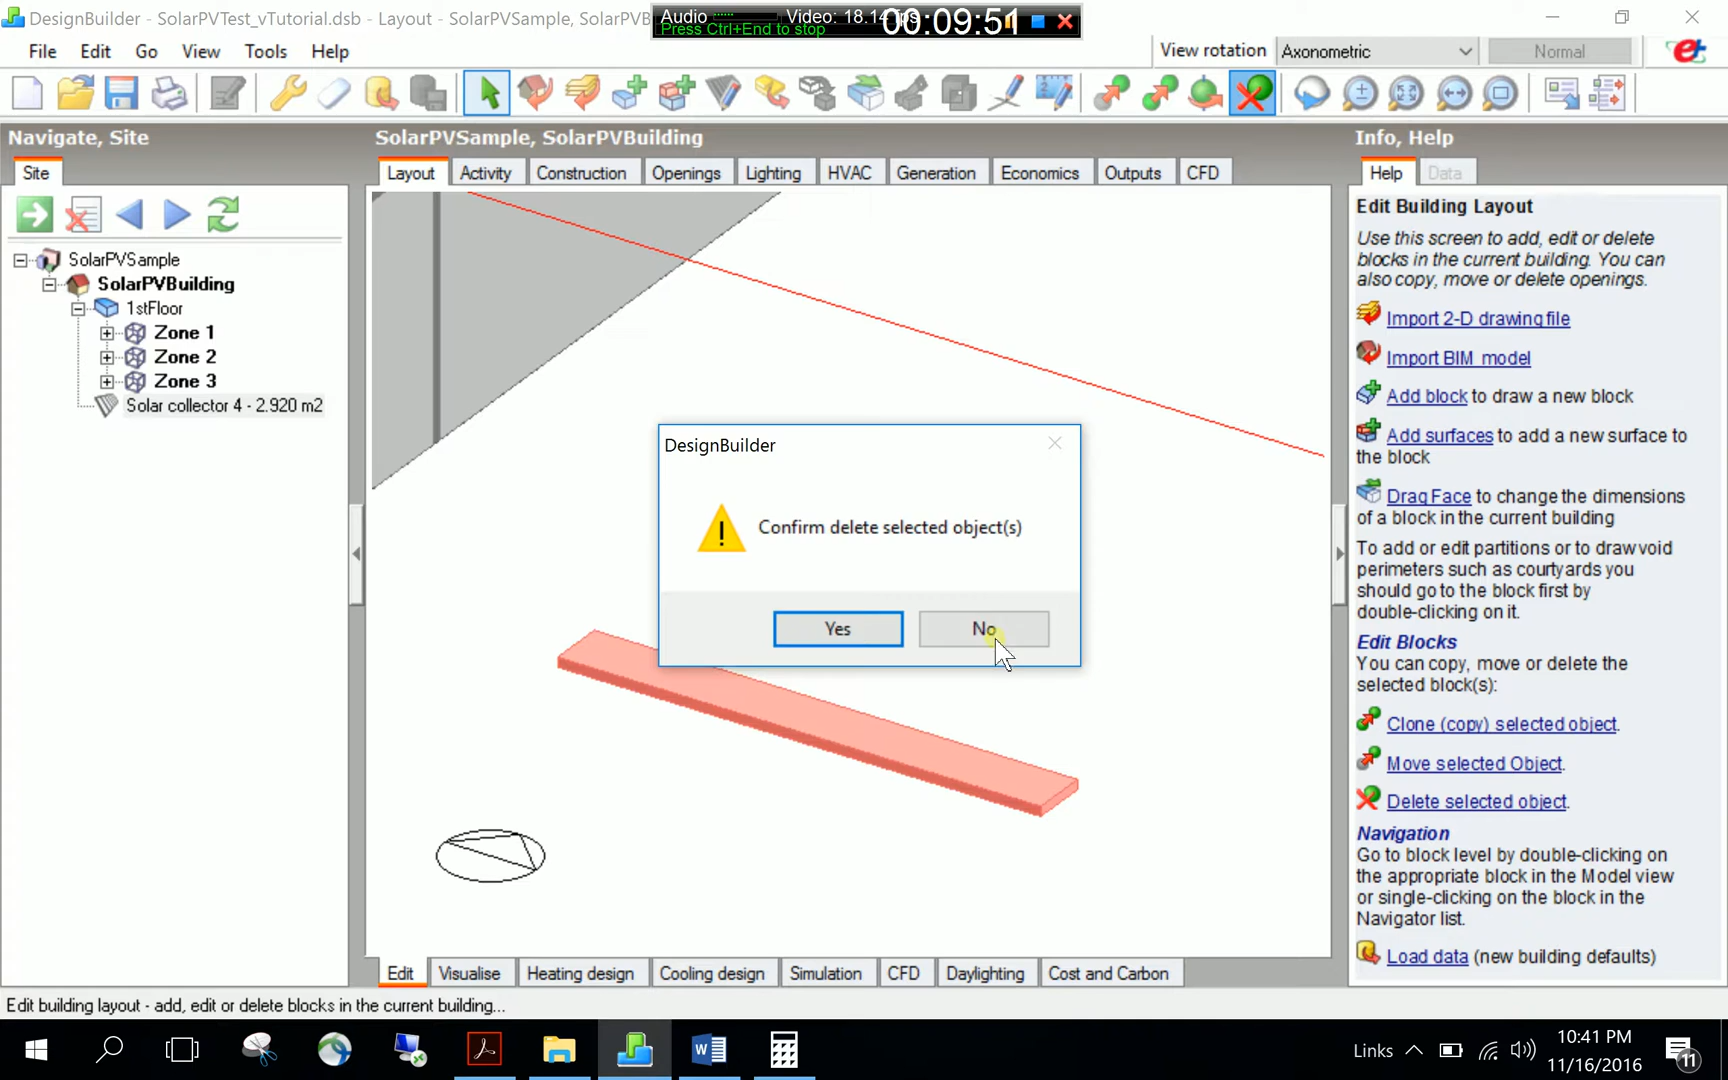 DesignBuilder - SolarPVTest_vTutorial.dsb - Layout - SolarPVSample, SolarPVB
Audio
Video: 18.14 fps
00:09:51
Press Ctrl+End to stop
File Edit Go View Tools Help
View rotation Axonometric Normal
Navigate, Site
SolarPVSample, SolarPVBuilding
Info, Help
Site
Layout Activity Construction Openings Lighting HVAC Generation Economics Outputs CFD
Help Data
SolarPVSample
SolarPVBuilding
1stFloor
Zone 1
Zone 2
Zone 3
Solar collector 4 - 2.920 m2
DesignBuilder
Confirm delete selected object(s)
Yes No
Edit Building Layout
Use this screen to add, edit or delete
blocks in the current building. You can
also copy, move or delete openings.
Import 2-D drawing file
Import BIM model
Add block to draw a new block
Add surfaces to add a new surface to
the block
Drag Face to change the dimensions
of a block in the current building
To add or edit partitions or to draw void
perimeters such as courtyards you
should go to the block first by
double-clicking on it.
Edit Blocks
You can copy, move or delete the
selected block(s):
Clone (copy) selected object.
Move selected Object.
Delete selected object.
Navigation
Go to block level by double-clicking on
the appropriate block in the Model view
or single-clicking on the block in the
Navigator list.
Load data (new building defaults)
Edit Visualise Heating design Cooling design Simulation CFD Daylighting Cost and Carbon
Edit building layout - add, edit or delete blocks in the current building...
Links
10:41 PM
11/16/2016
11